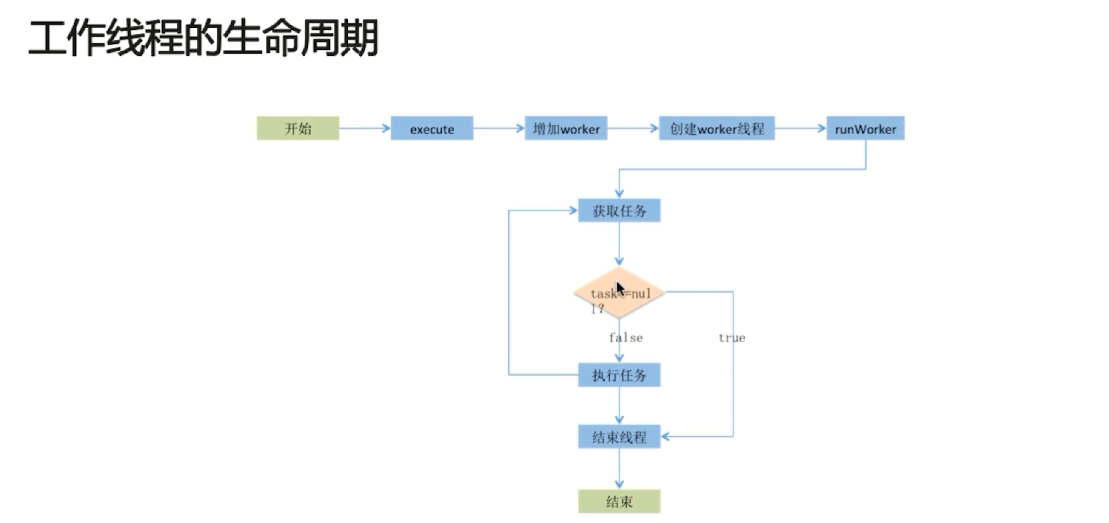 工作线程的生命周期
开始
execute
增加worker
创建worker线程
runWorker
获取任务
task==nul
l?
false
true
执行任务
结束线程
结束